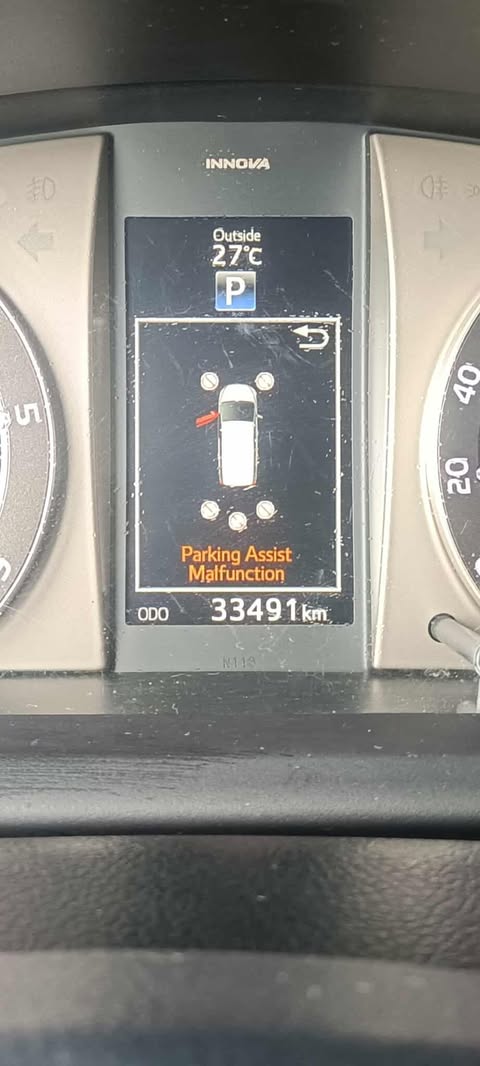 INNOVA
Outside
27°C
P
5
40
20
Parking Assist
Malfunction
ODO 33491 km